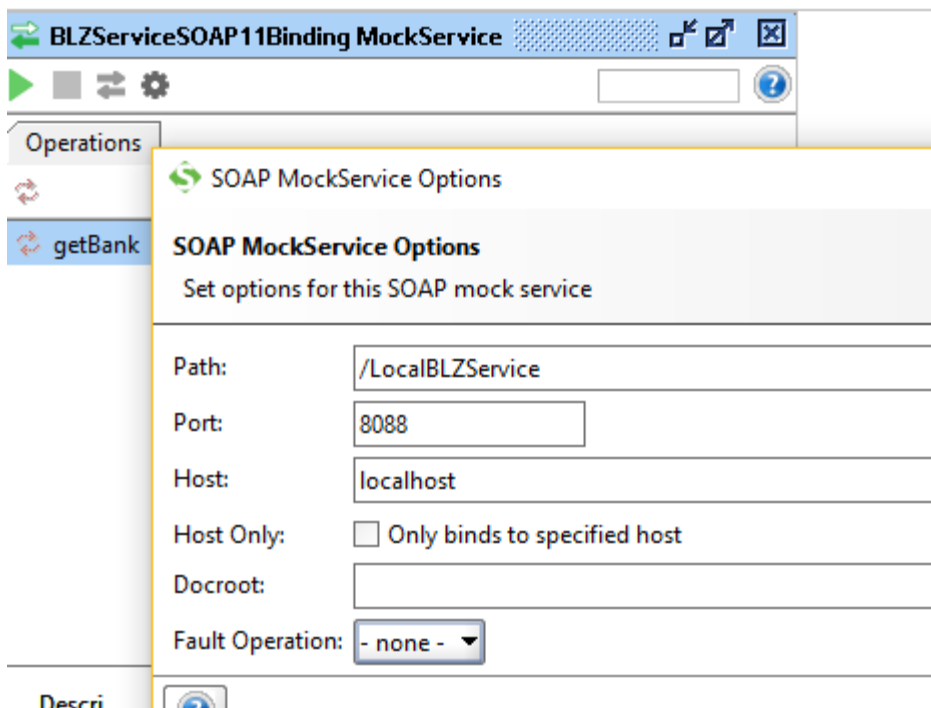 BLZServiceSOAP11Binding MockService
Operations
SOAP MockService Options
getBank
SOAP MockService Options
Set options for this SOAP mock service
Path: /LocalBLZService
Port: 8088
Host: localhost
Host Only: Only binds to specified host
Docroot:
Fault Operation: - none -
Descri